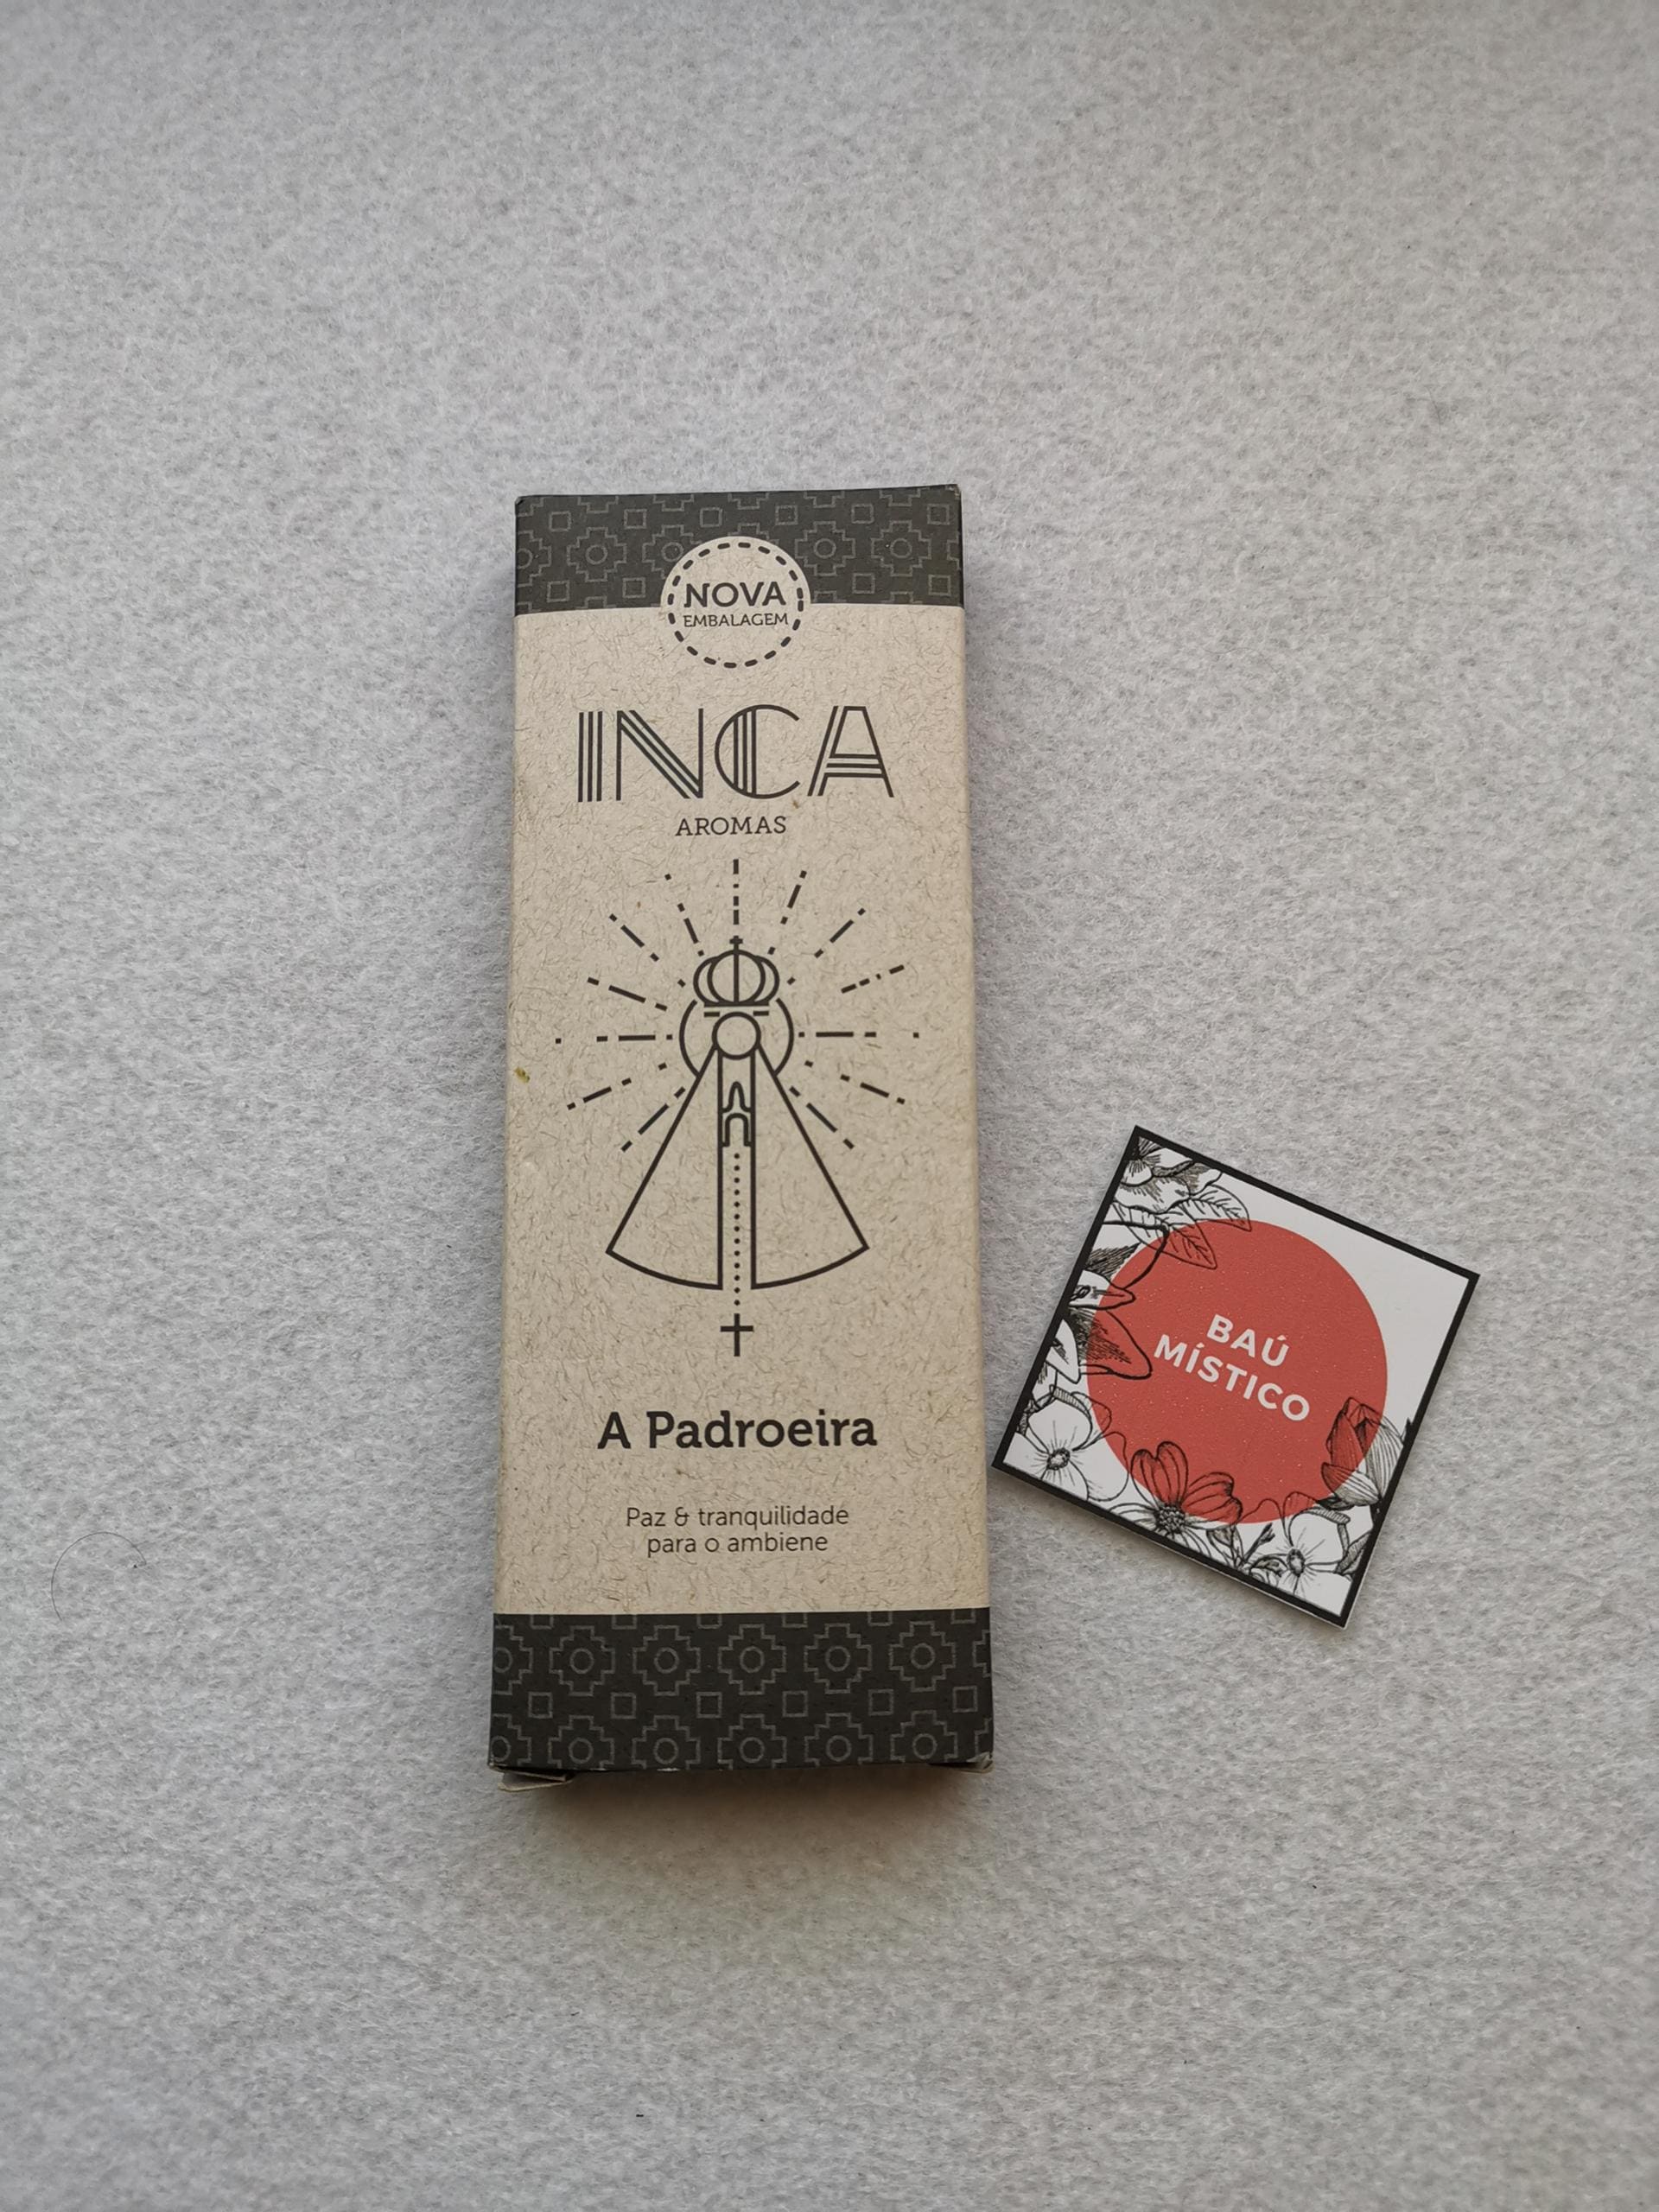 NOVA
EMBALAGEM
INCA
AROMAS
A Padroeira
Paz & tranquilidade
para o ambiene
BAÚ
MÍSTICO